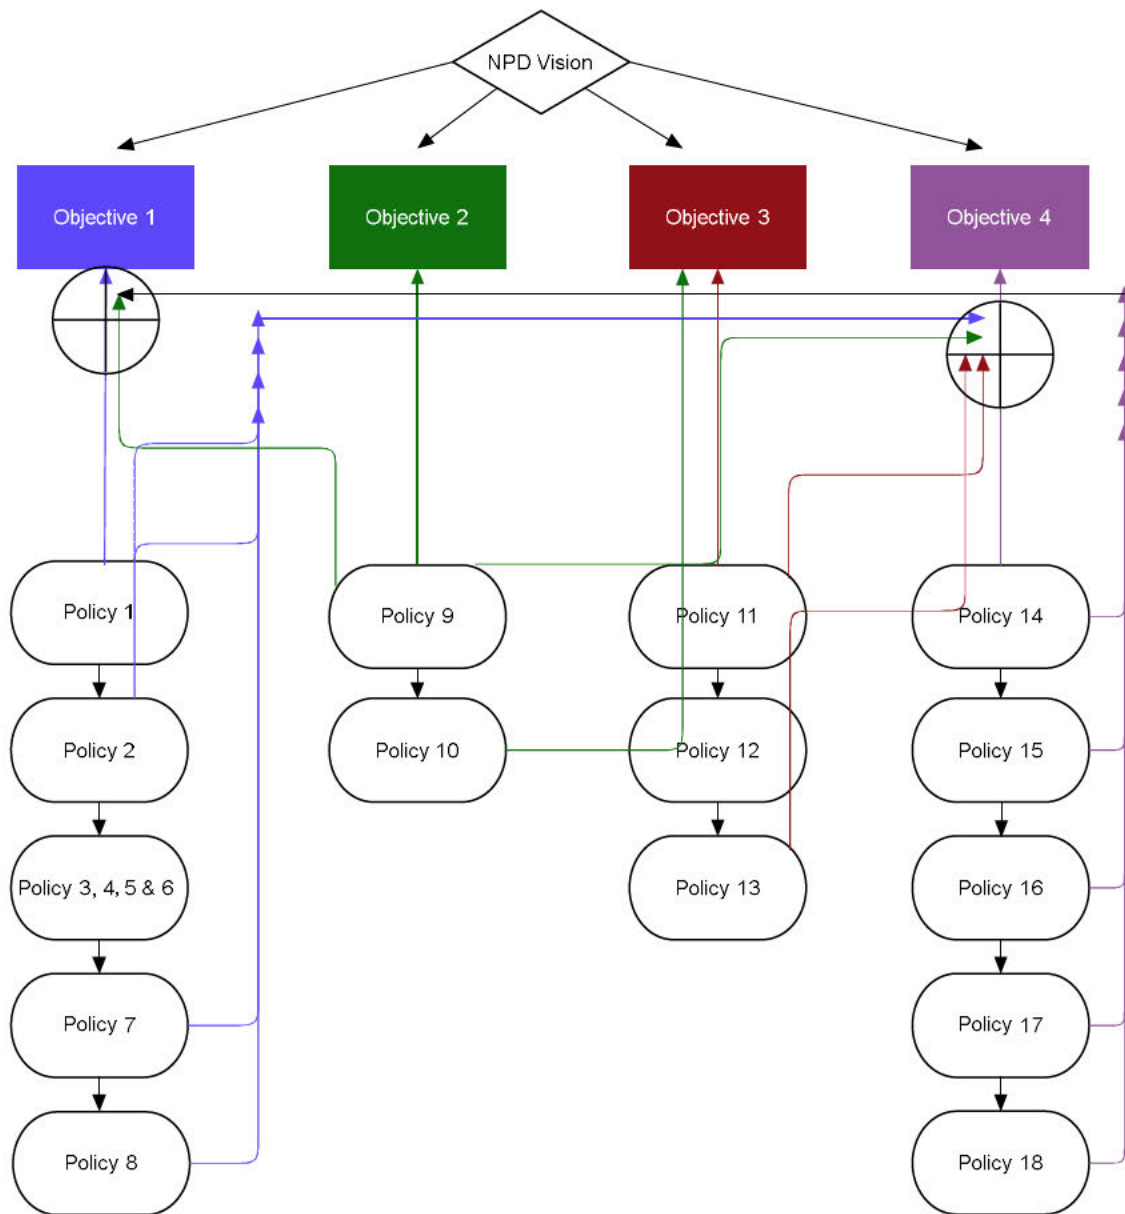 NPD Vision
Objective 1
Objective 2
Objective 3
Objective 4
Policy 1
Policy 9
Policy 11
Policy 14
Policy 2
Policy 10
Policy 12
Policy 15
Policy 3, 4, 5 & 6
Policy 13
Policy 16
Policy 7
Policy 17
Policy 8
Policy 18